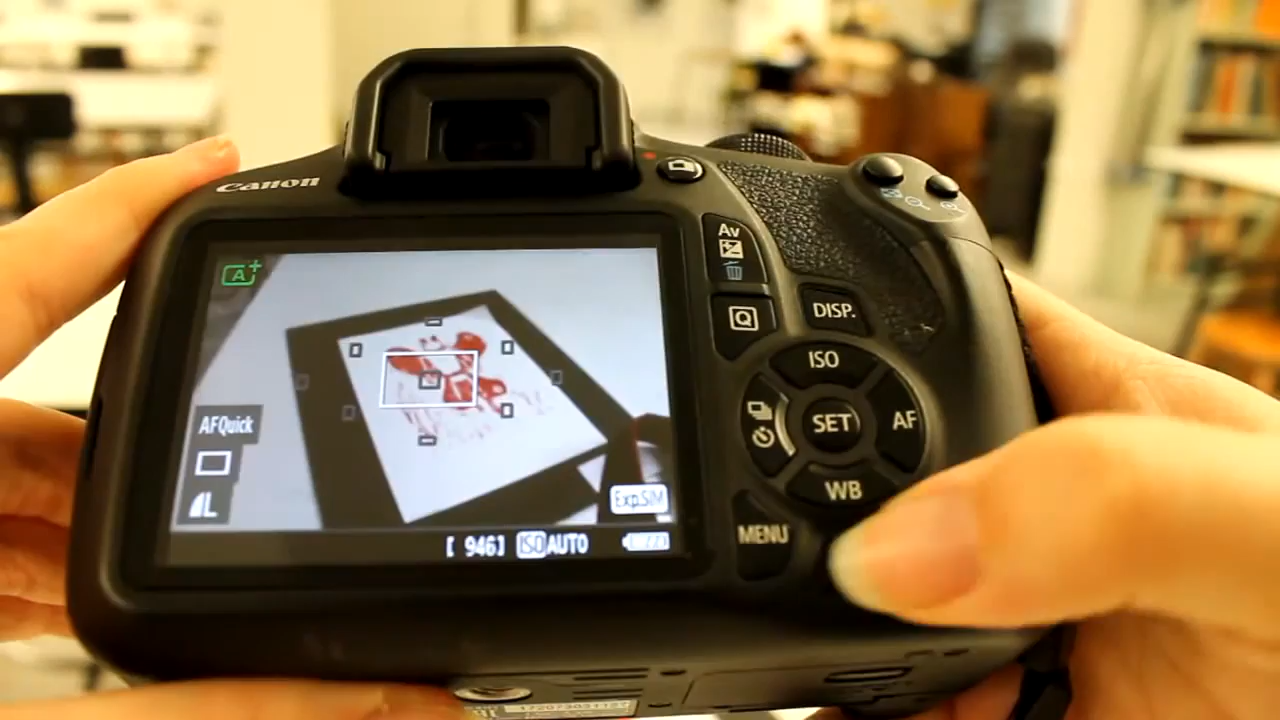 Canon
Av
A+
Q
DISP.
ISO
AFQuick
SET
AF
L
WB
Exp.SIM
MENU
[ 946] ISO AUTO